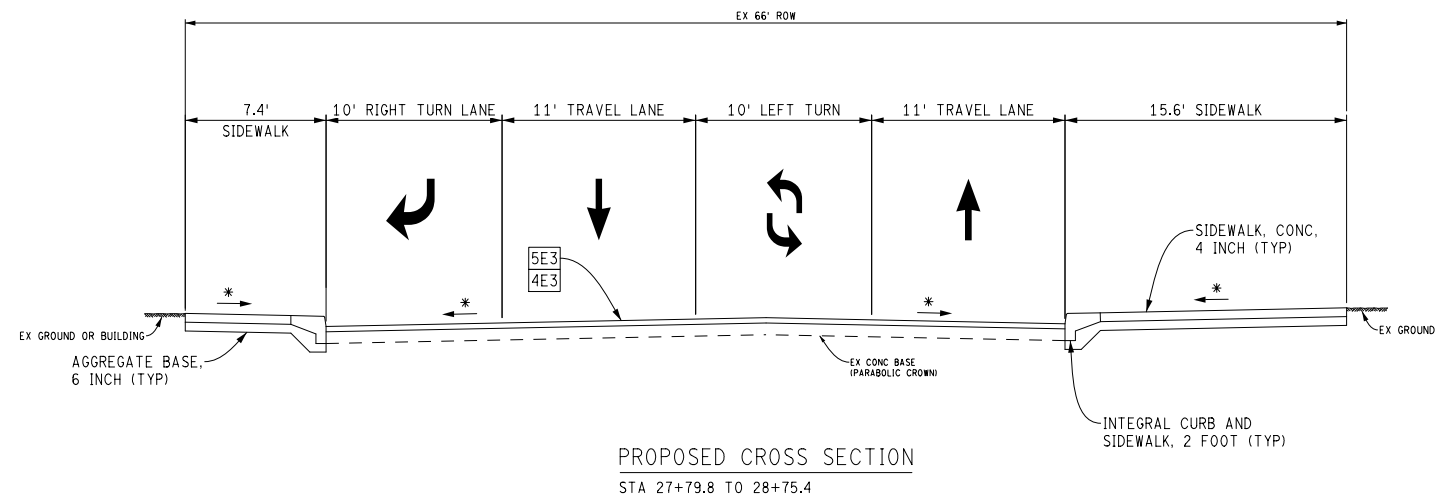 EX 66' ROW
7.4'
SIDEWALK
10' RIGHT TURN LANE
11' TRAVEL LANE
10' LEFT TURN
11' TRAVEL LANE
15.6' SIDEWALK
SIDEWALK, CONC,
4 INCH (TYP)
5E3
4E3
*
*
*
*
EX GROUND OR BUILDING
EX GROUND
AGGREGATE BASE,
6 INCH (TYP)
EX CONC BASE
(PARABOLIC CROWN)
INTEGRAL CURB AND
SIDEWALK, 2 FOOT (TYP)
PROPOSED CROSS SECTION
STA 27+79.8 TO 28+75.4